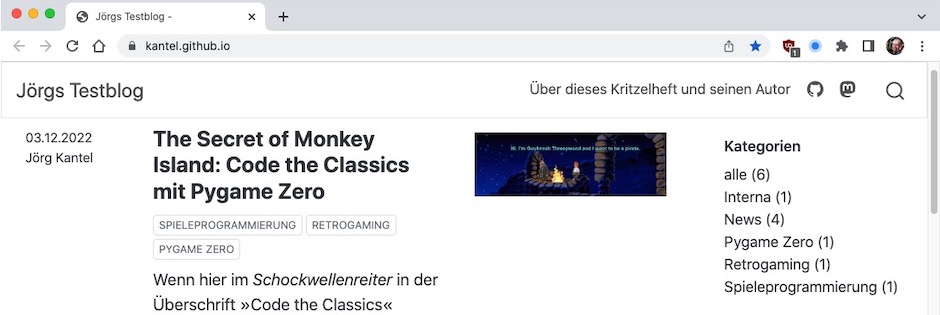 Jörgs Testblog -
kantel.github.io
1
Jörgs Testblog
Über dieses Kritzelheft und seinen Autor
03.12.2022
Jörg Kantel
The Secret of Monkey
Island: Code the Classics
mit Pygame Zero
SPIELEPROGRAMMIERUNG
RETROGAMING
PYGAME ZERO
Wenn hier im Schockwellenreiter in der
Überschrift »Code the Classics«
Hi. I'm Guybrush Threepwood and I want to be a pirate.
Kategorien
alle (6)
Interna (1)
News (4)
Pygame Zero (1)
Retrogaming (1)
Spieleprogrammierung (1)